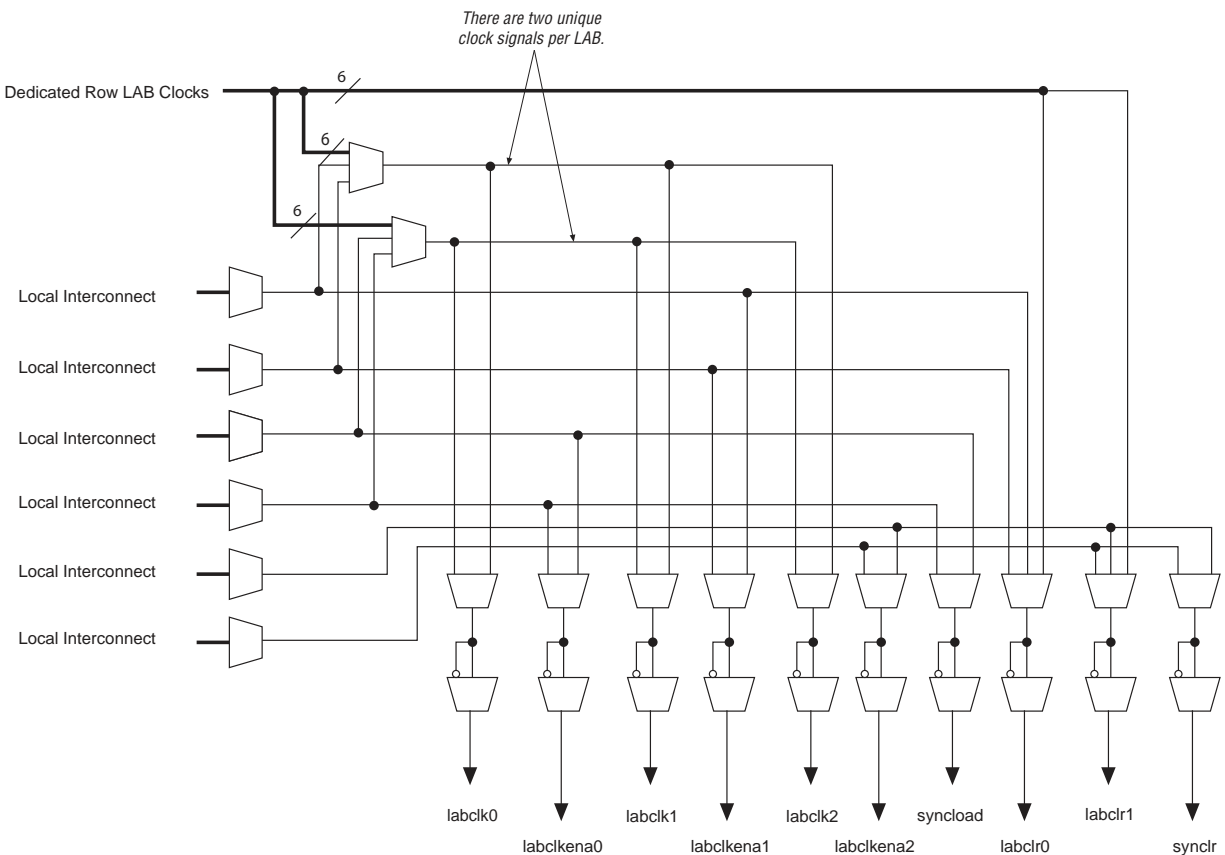 There are two unique
clock signals per LAB.
6
Dedicated Row LAB Clocks
6
6
Local Interconnect
Local Interconnect
Local Interconnect
Local Interconnect
Local Interconnect
Local Interconnect
labclk0
labclk1
labclk2
syncload
labclr1
labclkena0
labclkena1
labclkena2
labclr0
synclr